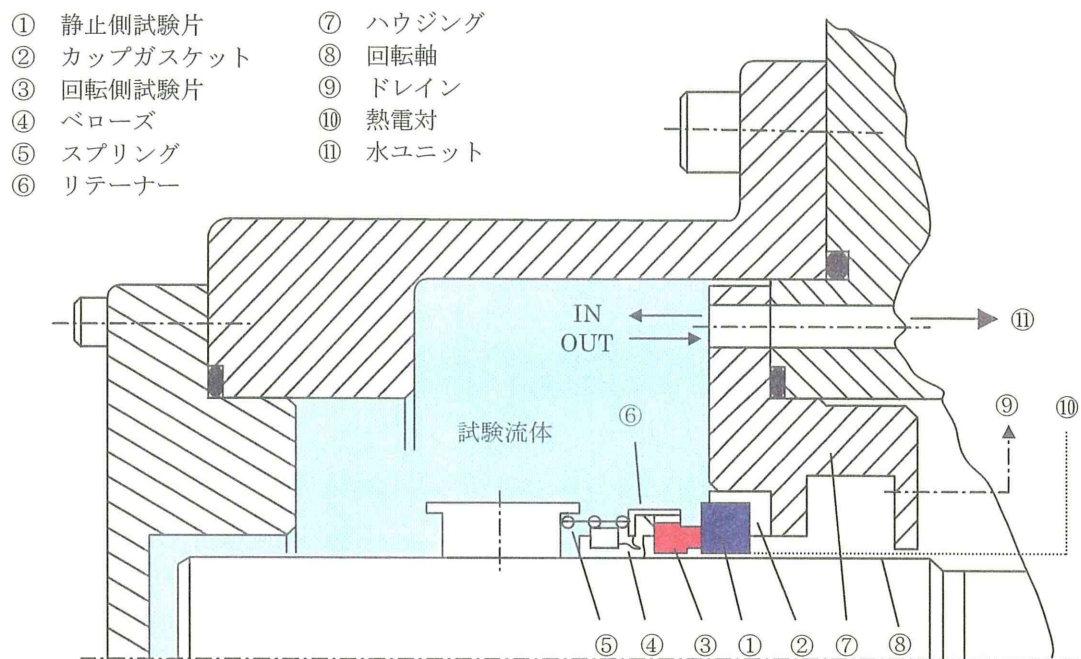 ① 静止側試験片
② カップガスケット
③ 回転側試験片
④ ベローズ
⑤ スプリング
⑥ リテーナー
⑦ ハウジング
⑧ 回転軸
⑨ ドレイン
⑩ 熱電対
⑪ 水ユニット
IN
OUT
⑪
⑥
⑨
⑩
試験流体
⑤ ④ ③ ① ② ⑦ ⑧